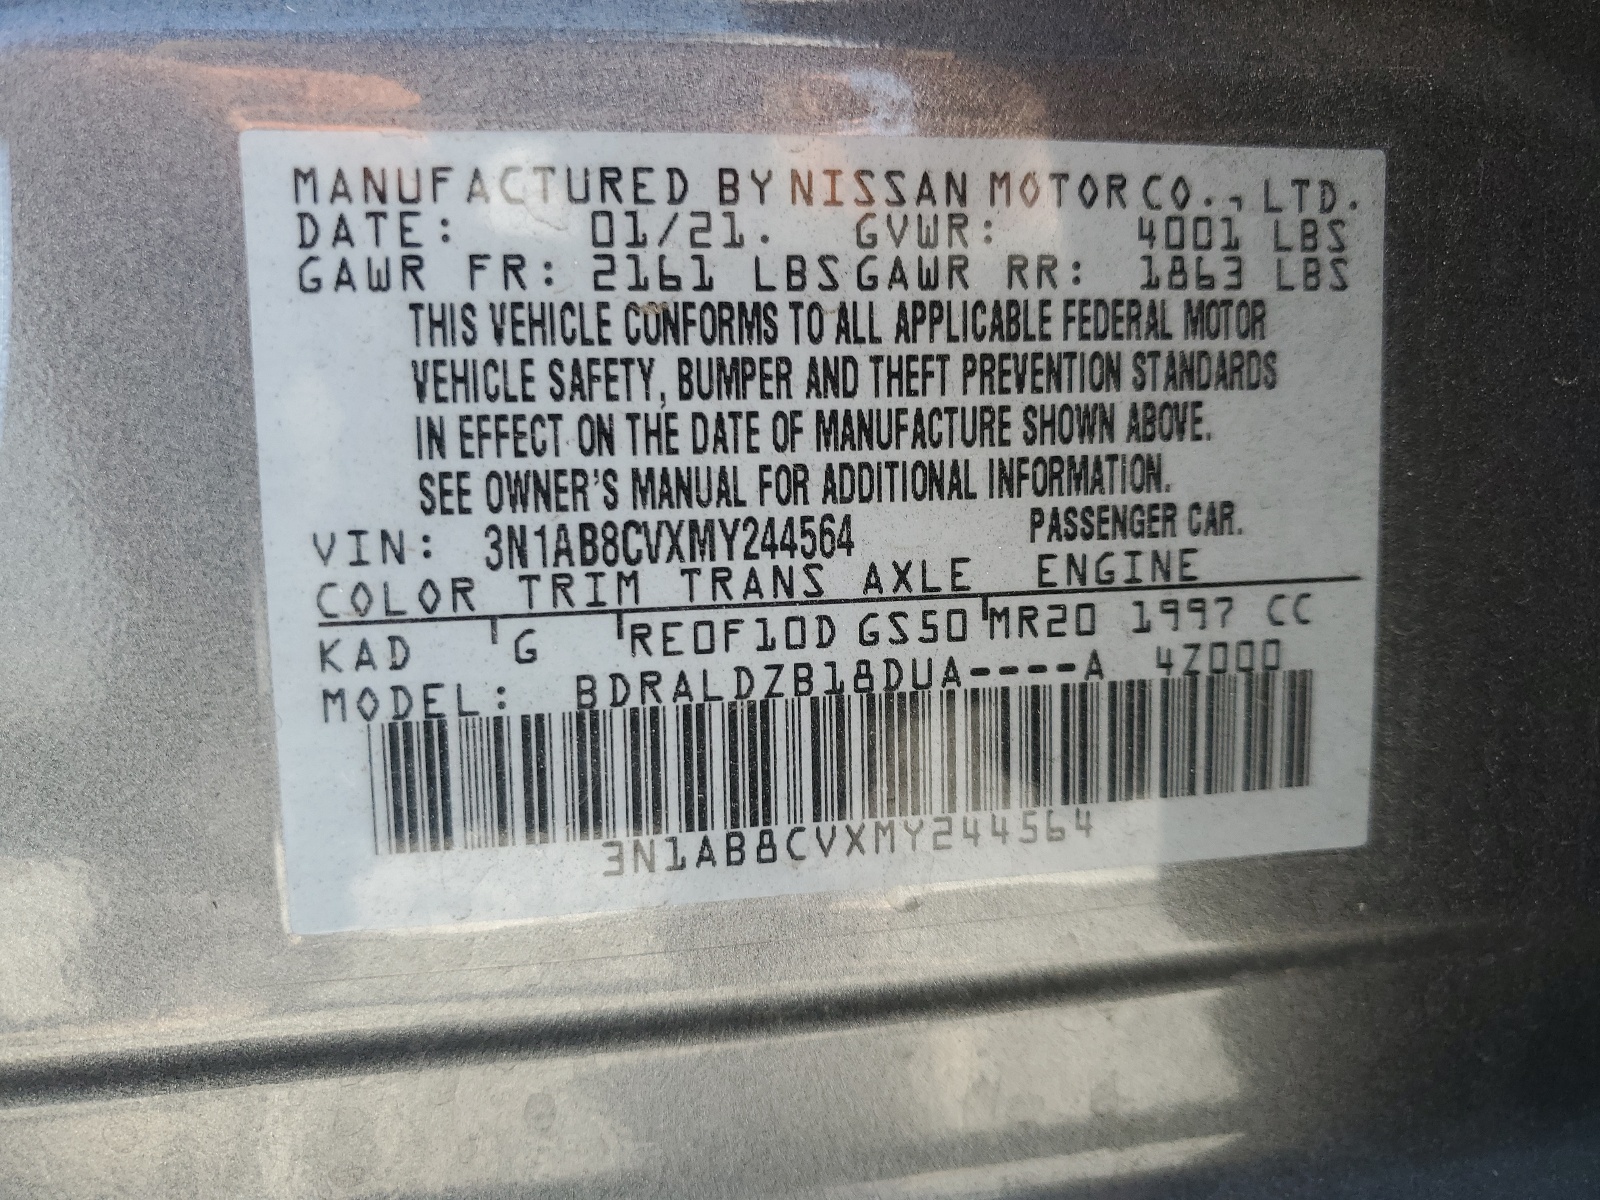 MANUFACTURED BY NISSAN MOTOR CO., LTD.
DATE: 01/21. GVWR: 4001 LBS
GAWR FR: 2161 LBS GAWR RR: 1863 LBS
THIS VEHICLE CONFORMS TO ALL APPLICABLE FEDERAL MOTOR
VEHICLE SAFETY, BUMPER AND THEFT PREVENTION STANDARDS
IN EFFECT ON THE DATE OF MANUFACTURE SHOWN ABOVE.
SEE OWNER'S MANUAL FOR ADDITIONAL INFORMATION.
VIN: 3N1AB8CVXMY244564 PASSENGER CAR.
COLOR TRIM TRANS AXLE ENGINE
KAD G RE0F10D GS50 MR20 1997 CC
MODEL: BDRALDZB18DUA----A 4Z000
3N1AB8CVXMY244564